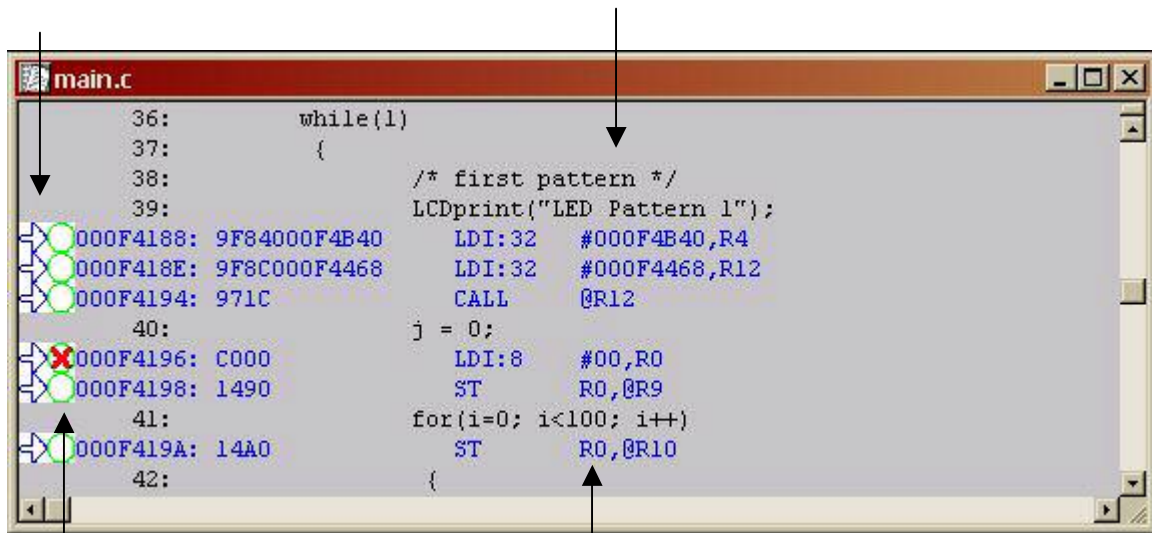 main.c
36: while(1)
37: {
38: /* first pattern */
39: LCDprint("LED Pattern 1");
000F4188: 9F84000F4B40 LDI:32 #000F4B40,R4
000F418E: 9F8C000F4468 LDI:32 #000F4468,R12
000F4194: 971C CALL @R12
40: j = 0;
000F4196: C000 LDI:8 #00,R0
000F4198: 1490 ST R0,@R9
41: for(i=0; i<100; i++)
000F419A: 14A0 ST R0,@R10
42: {